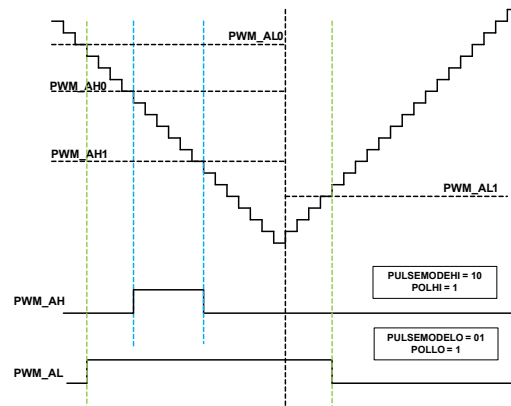 PWM_AL0
PWM_AH0
PWM_AH1
PWM_AL1
PULSEMODEHI = 10
POLHI = 1
PWM_AH
PULSEMODELO = 01
POLLO = 1
PWM_AL